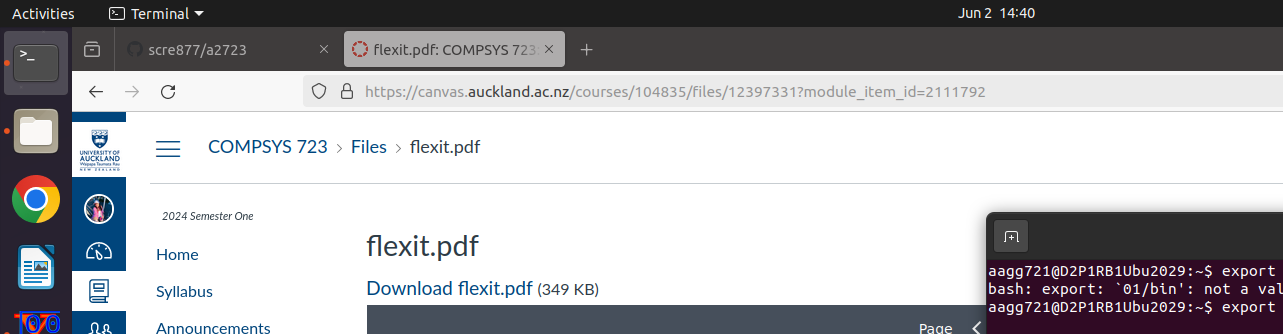 Activities
Terminal
Jun 2 14:40
scre877/a2723
flexit.pdf: COMPSYS 723
https://canvas.auckland.ac.nz/courses/104835/files/12397331?module_item_id=2111792
UNIVERSITY OF
AUCKLAND
Waipapa Taumata Rau
NEW ZEALAND
COMPSYS 723 > Files > flexit.pdf
2024 Semester One
Home
Syllabus
Announcements
flexit.pdf
Download flexit.pdf (349 KB)
Page
aagg721@D2P1RB1Ubu2029:~$ export
bash: export: `01/bin': not a val
aagg721@D2P1RB1Ubu2029:~$ export